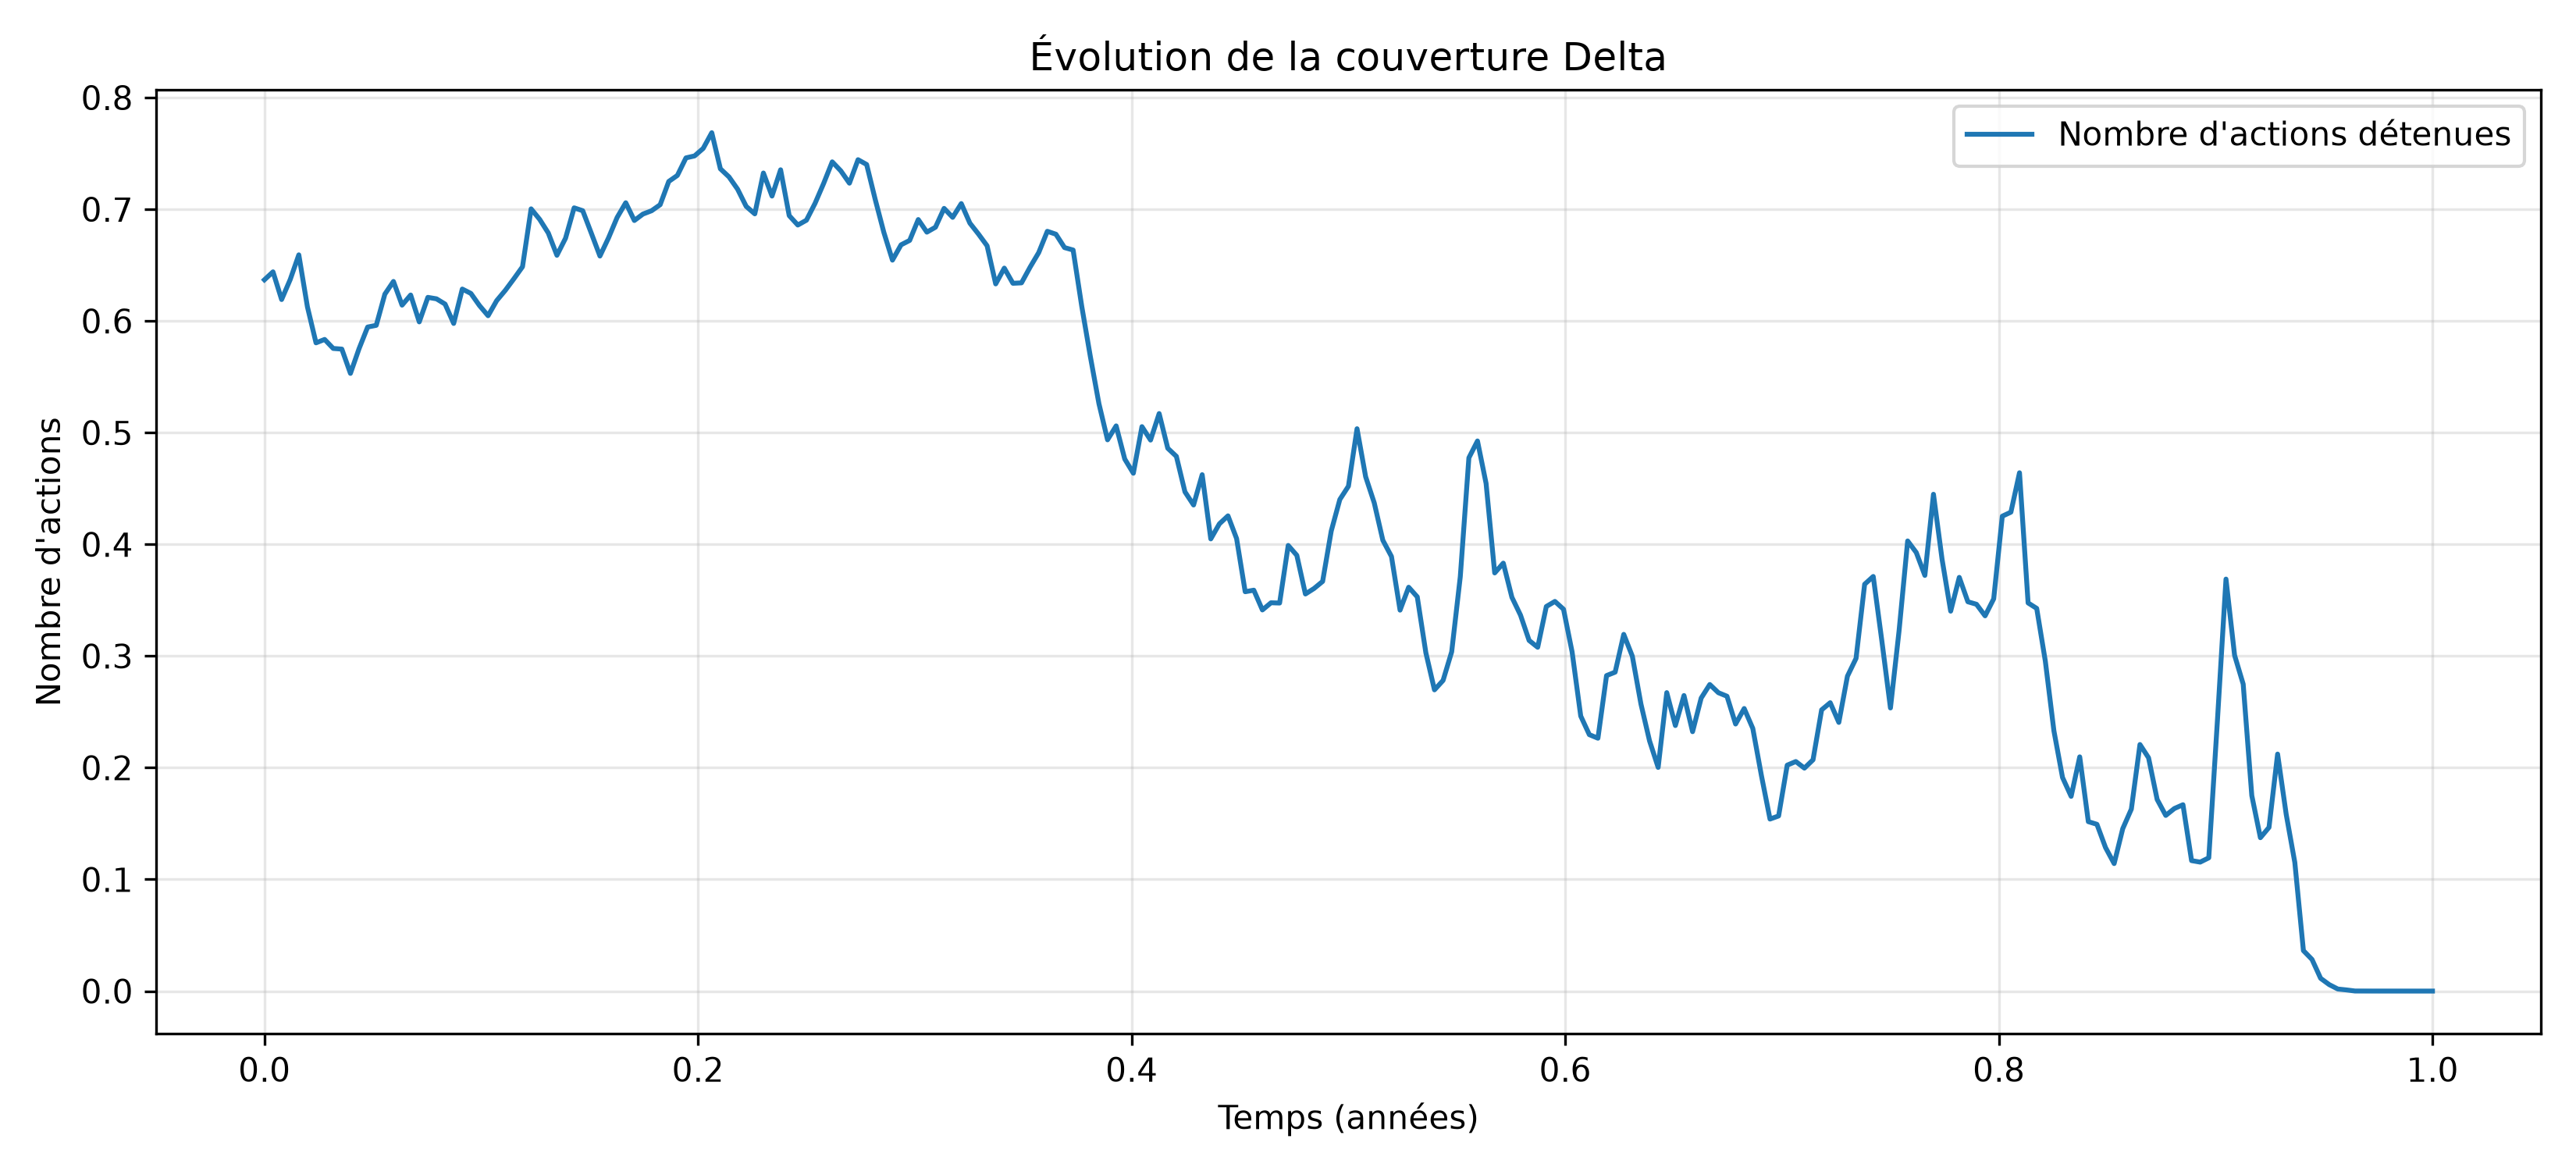 Évolution de la couverture Delta
Nombre d'actions détenues
Nombre d'actions
0.8
0.7
0.6
0.5
0.4
0.3
0.2
0.1
0.0
0.0 0.2 0.4 0.6 0.8 1.0
Temps (années)